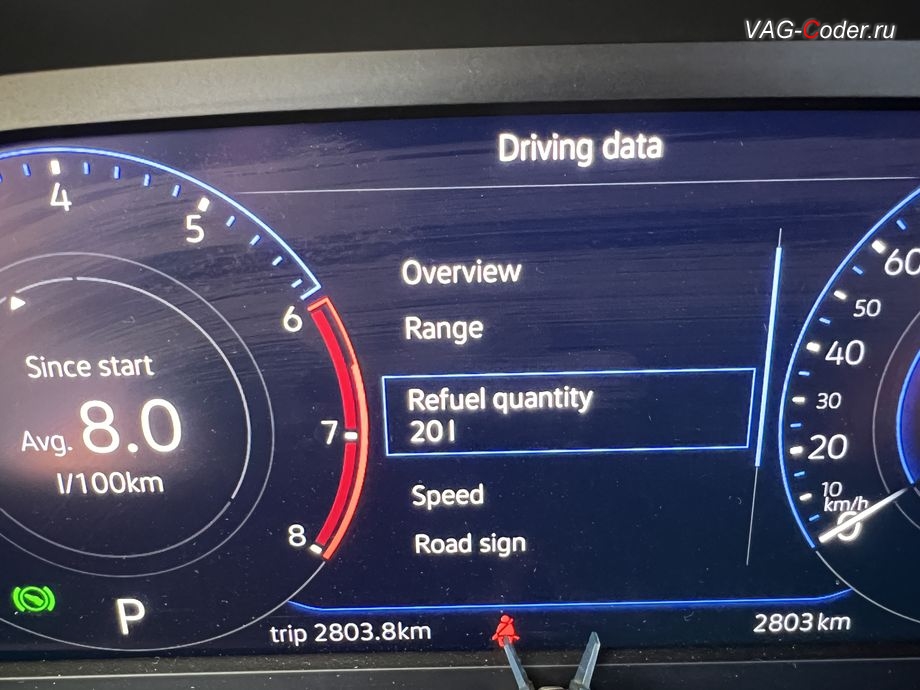 VAG-Coder.ru
Driving data
4
5
6
7
8
Since start
Avg. 8.0
l/100km
P
Overview
Range
Refuel quantity
20 l
Speed
Road sign
60
50
40
30
20
10
km/h
0
trip 2803.8km
2803 km